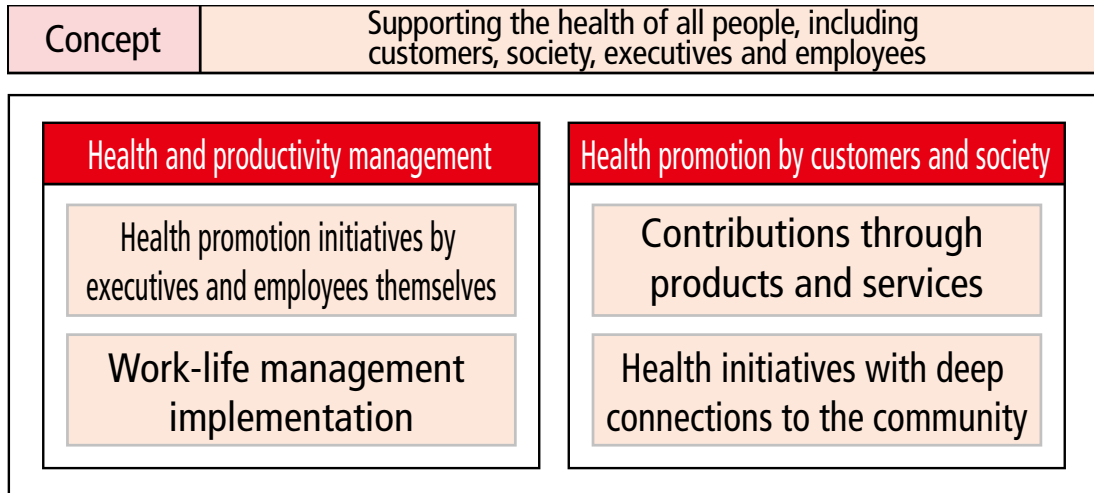 Concept
Supporting the health of all people, including
customers, society, executives and employees
Health and productivity management
Health promotion initiatives by
executives and employees themselves
Work-life management
implementation
Health promotion by customers and society
Contributions through
products and services
Health initiatives with deep
connections to the community